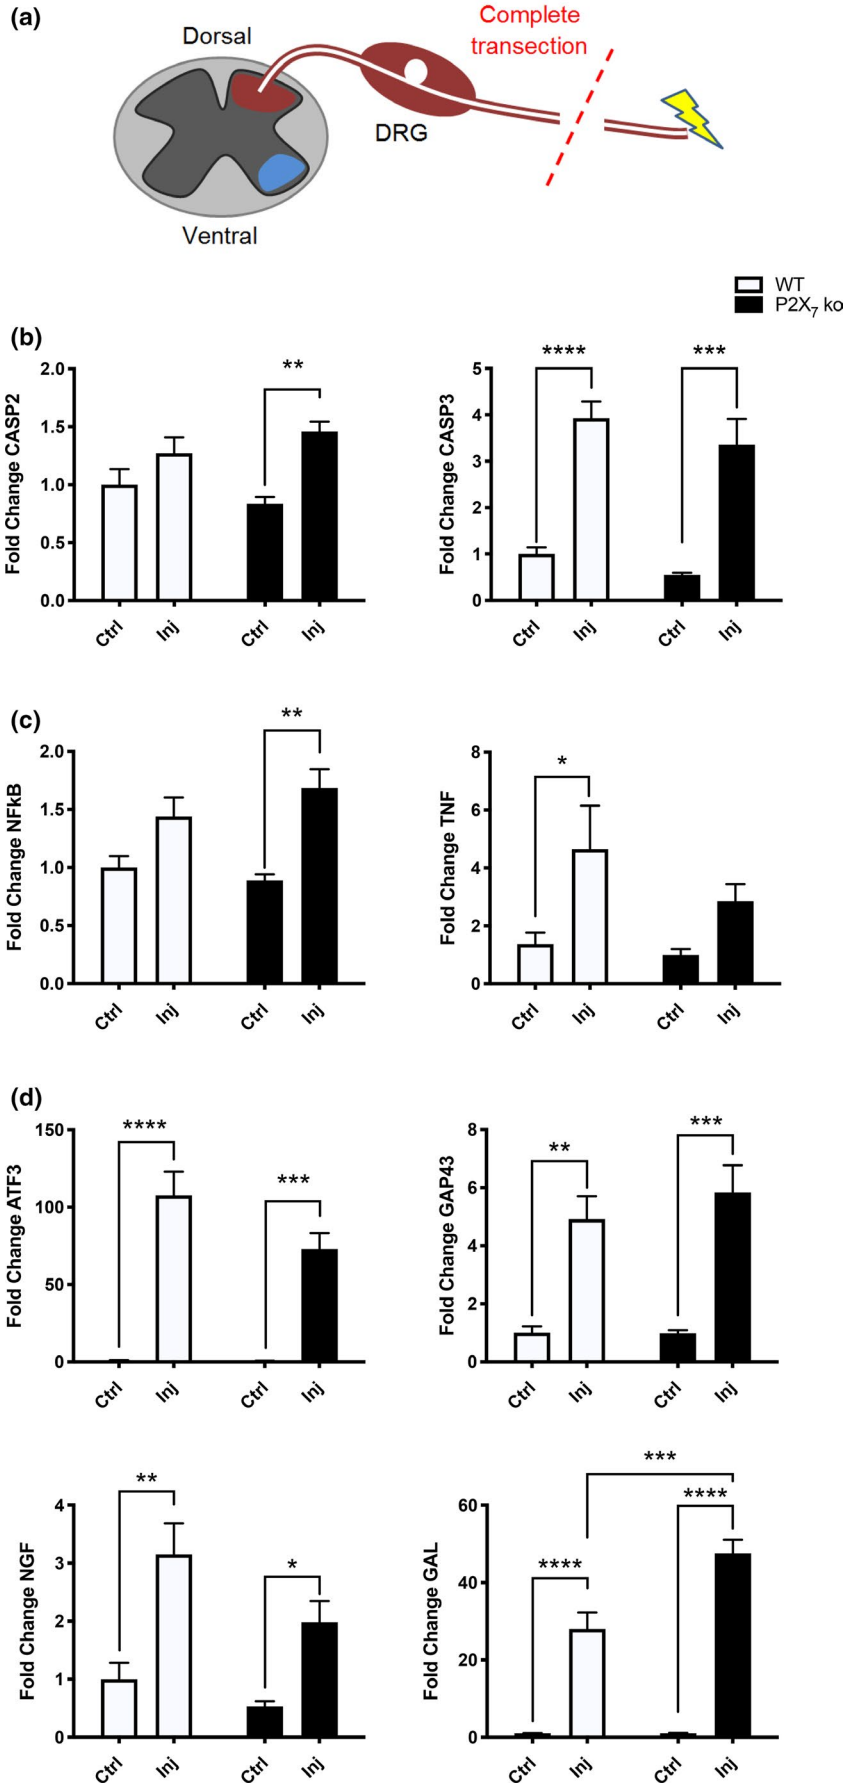 (a)
Complete
transection
Dorsal
DRG
Ventral
WT
P2X7 ko
(b)
**
2.0
1.5
1.0
0.5
0.0
Fold Change CASP2
Ctrl
Inj
Ctrl
Inj
****
***
5
4
3
2
1
0
Fold Change CASP3
Ctrl
Inj
Ctrl
Inj
(c)
**
2.0
1.5
1.0
0.5
0.0
Fold Change NFkB
Ctrl
Inj
Ctrl
Inj
*
8
6
4
2
0
Fold Change TNF
Ctrl
Inj
Ctrl
Inj
(d)
****
***
150
100
50
0
Fold Change ATF3
Ctrl
Inj
Ctrl
Inj
**
***
8
6
4
2
0
Fold Change GAP43
Ctrl
Inj
Ctrl
Inj
**
*
4
3
2
1
0
Fold Change NGF
Ctrl
Inj
Ctrl
Inj
***
****
****
60
40
20
0
Fold Change GAL
Ctrl
Inj
Ctrl
Inj